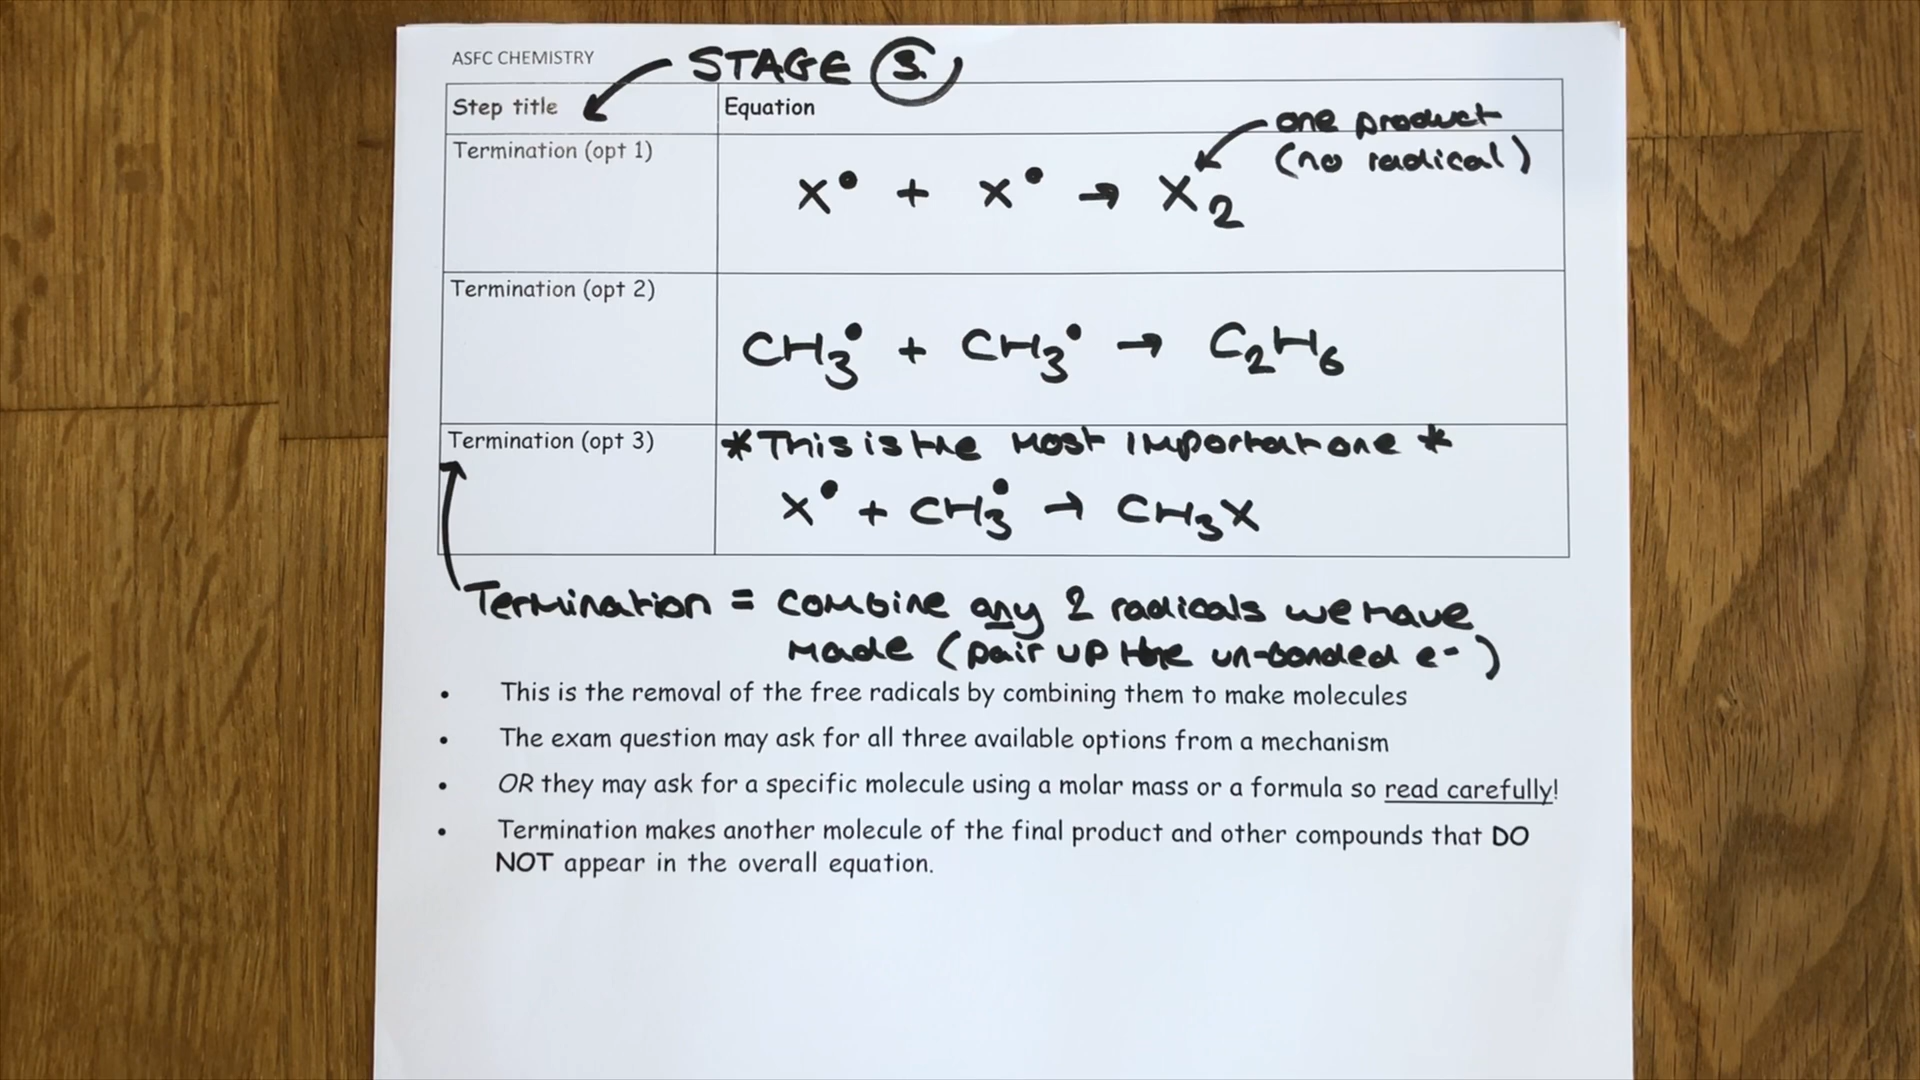 ASFC CHEMISTRY
STAGE 3.
Step title
Equation
one product
(no radical)
Termination (opt 1)
X• + X• → X₂
Termination (opt 2)
CH₃• + CH₃• → C₂H₆
Termination (opt 3)
*This is the most important one *
X• + CH₃• → CH₃X
Termination = combine any 2 radicals we have
made (pair up the un-bonded e-)
• This is the removal of the free radicals by combining them to make molecules
• The exam question may ask for all three available options from a mechanism
• OR they may ask for a specific molecule using a molar mass or a formula so read carefully!
• Termination makes another molecule of the final product and other compounds that DO
NOT appear in the overall equation.